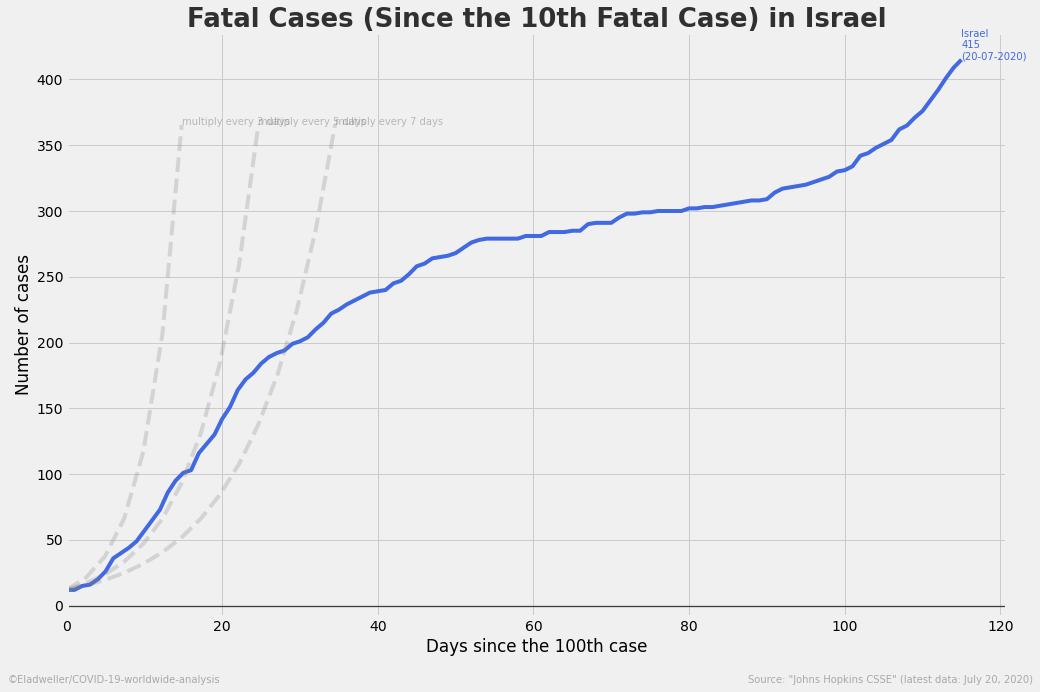 Fatal Cases (Since the 10th Fatal Case) in Israel
Israel
415
(20-07-2020)
multiply every 3 days
multiply every 5 days
multiply every 7 days
Number of cases
400
350
300
250
200
150
100
50
0
0 20 40 60 80 100 120
Days since the 100th case
©Eladweller/COVID-19-worldwide-analysis
Source: "Johns Hopkins CSSE" (latest data: July 20, 2020)